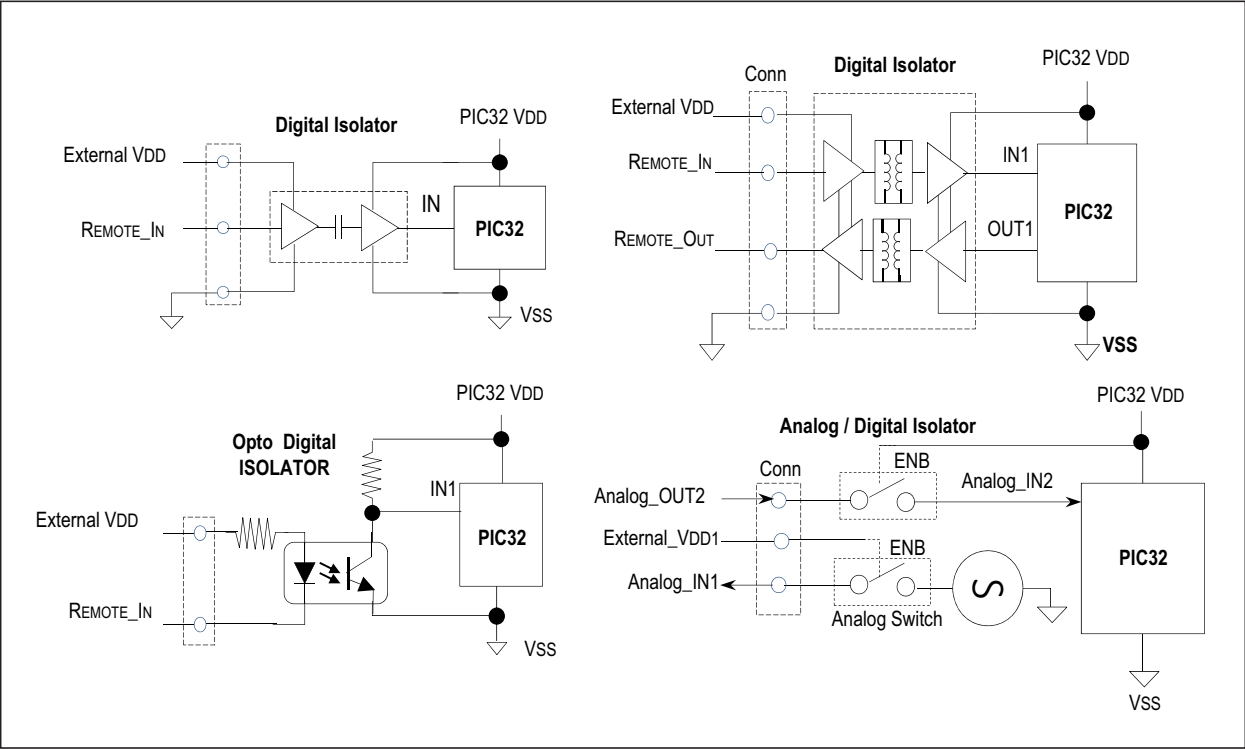 Digital Isolator
PIC32 VDD
External VDD
IN
REMOTE_IN
PIC32
VSS
Digital Isolator
PIC32 VDD
Conn
External VDD
REMOTE_IN
IN1
PIC32
REMOTE_OUT
OUT1
VSS
PIC32 VDD
Opto Digital
ISOLATOR
IN1
External VDD
PIC32
REMOTE_IN
VSS
PIC32 VDD
Analog / Digital Isolator
Conn
ENB
Analog_OUT2
Analog_IN2
External_VDD1
ENB
PIC32
Analog_IN1
S
Analog Switch
VSS